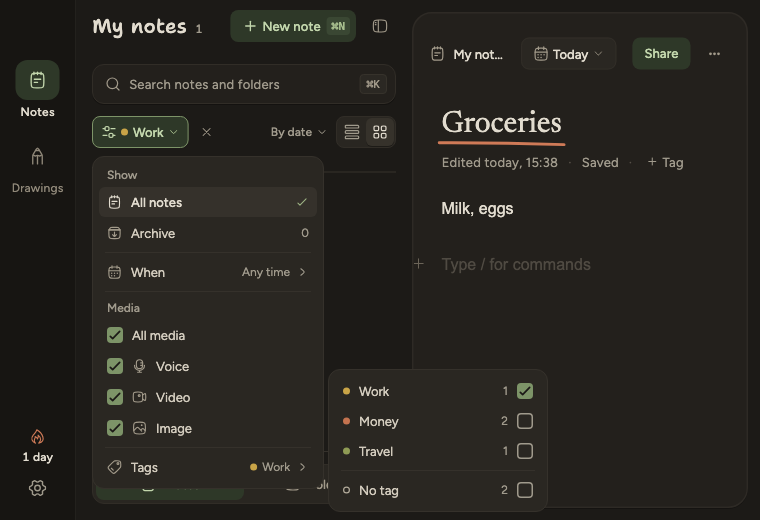 My notes 1
+ New note ⌘N
Search notes and folders ⌘K
Work
By date
Notes
Drawings
1 day
Show
All notes
Archive 0
When Any time
Media
All media
Voice
Video
Image
Tags Work
Work 1
Money 2
Travel 1
No tag 2
My not...
Today
Share
Groceries
Edited today, 15:38 · Saved · + Tag
Milk, eggs
Type / for commands